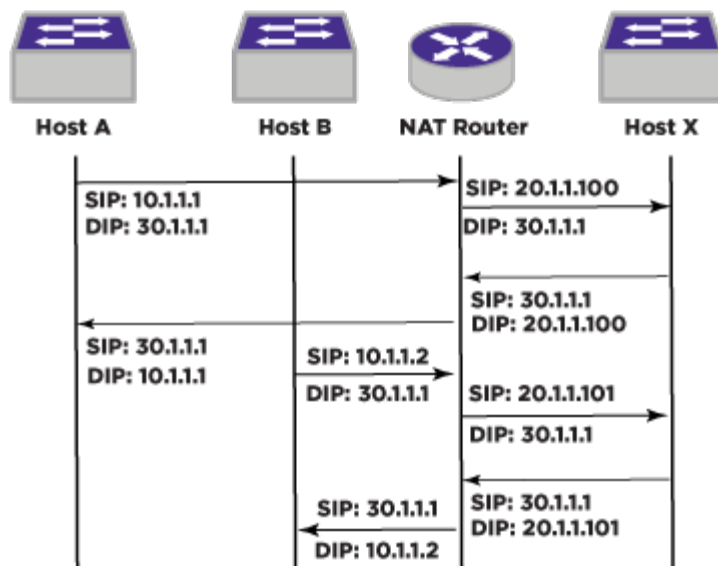 Host A
Host B
NAT Router
Host X
SIP: 10.1.1.1
DIP: 30.1.1.1
SIP: 20.1.1.100
DIP: 30.1.1.1
SIP: 30.1.1.1
DIP: 20.1.1.100
SIP: 30.1.1.1
DIP: 10.1.1.1
SIP: 10.1.1.2
DIP: 30.1.1.1
SIP: 20.1.1.101
DIP: 30.1.1.1
SIP: 30.1.1.1
DIP: 20.1.1.101
SIP: 30.1.1.1
DIP: 10.1.1.2